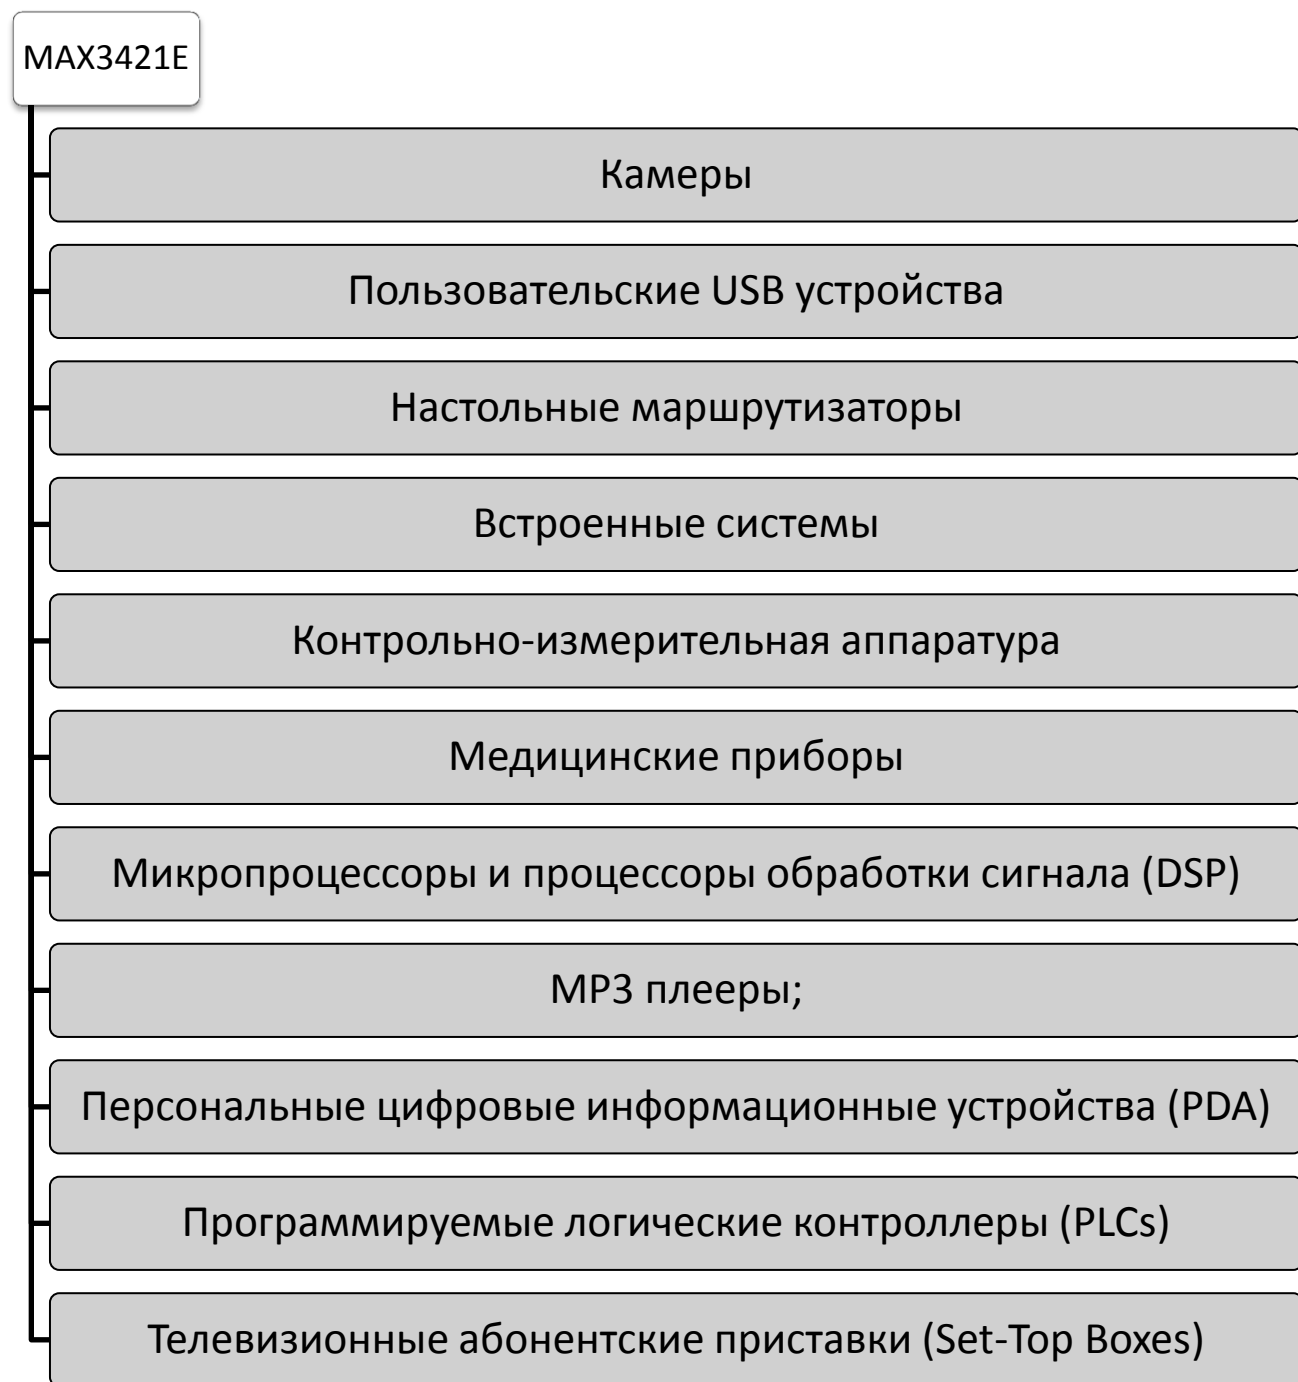 MAX3421E
Камеры
Пользовательские USB устройства
Настольные маршрутизаторы
Встроенные системы
Контрольно-измерительная аппаратура
Медицинские приборы
Микропроцессоры и процессоры обработки сигнала (DSP)
MP3 плееры;
Персональные цифровые информационные устройства (PDA)
Программируемые логические контроллеры (PLCs)
Телевизионные абонентские приставки (Set-Top Boxes)